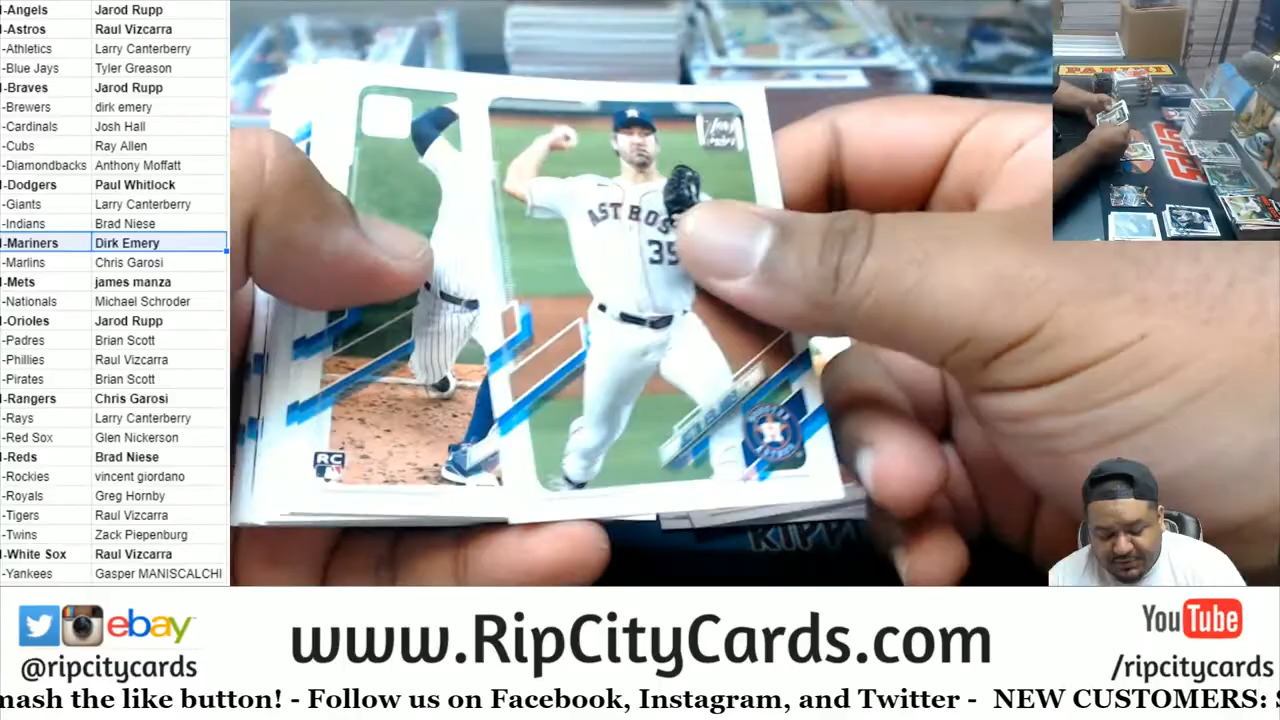 -Angels Jarod Rupp
-Astros Raul Vizcarra
-Athletics Larry Canterberry
-Blue Jays Tyler Greason
-Braves Jarod Rupp
-Brewers dirk emery
-Cardinals Josh Hall
-Cubs Ray Allen
-Diamondbacks Anthony Moffatt
-Dodgers Paul Whitlock
-Giants Larry Canterberry
-Indians Brad Niese
-Mariners Dirk Emery
-Marlins Chris Garosi
-Mets james manza
-Nationals Michael Schroder
-Orioles Jarod Rupp
-Padres Brian Scott
-Phillies Raul Vizcarra
-Pirates Brian Scott
-Rangers Chris Garosi
-Rays Larry Canterberry
-Red Sox Glen Nickerson
-Reds Brad Niese
-Rockies vincent giordano
-Royals Greg Hornby
-Tigers Raul Vizcarra
-Twins Zack Piepenburg
-White Sox Raul Vizcarra
-Yankees Gasper MANISCALCHI
ASTROS
35
RC
PANINI
RIPP
ebay
@ripcitycards
www.RipCityCards.com
YouTube
/ripcitycards
mash the like button! - Follow us on Facebook, Instagram, and Twitter - NEW CUSTOMERS: S